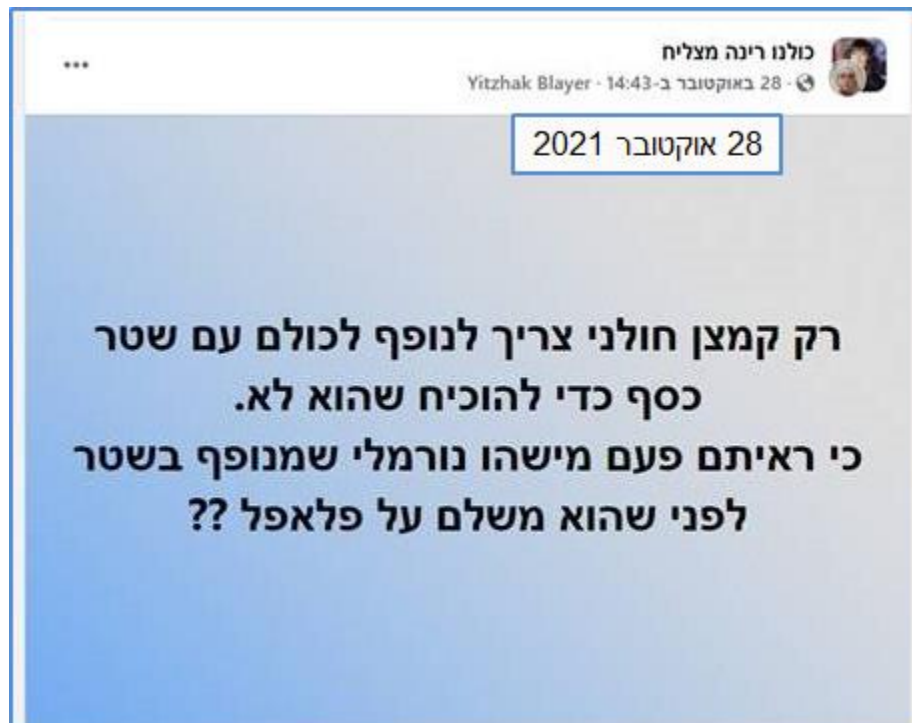 כולנו רינה מצליח
28 באוקטובר ב-14:43 · Yitzhak Blayer
28 אוקטובר 2021
רק קמצן חולני צריך לנופף לכולם עם שטר
כסף כדי להוכיח שהוא לא.
כי ראיתם פעם מישהו נורמלי שמנופף בשטר
לפני שהוא משלם על פלאפל ??